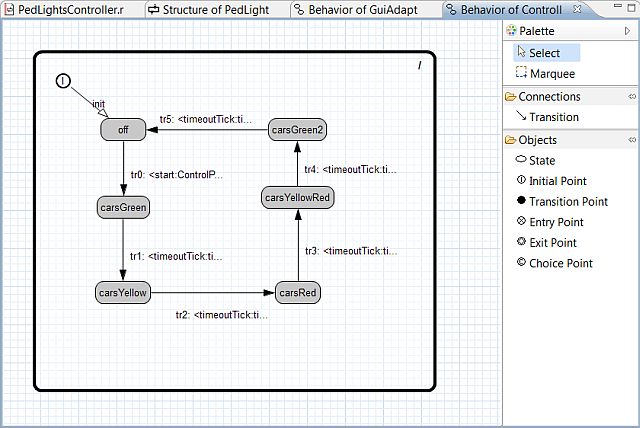 PedLightsController.r
Structure of PedLight
Behavior of GuiAdapt
Behavior of Controll
/
I
init
off
tr5: <timeoutTick:ti...
carsGreen2
tr0: <start:ControlP...
tr4: <timeoutTick:ti...
carsGreen
carsYellowRed
tr1: <timeoutTick:ti...
tr3: <timeoutTick:ti...
carsYellow
carsRed
tr2: <timeoutTick:ti...
Palette
Select
Marquee
Connections
Transition
Objects
State
Initial Point
Transition Point
Entry Point
Exit Point
Choice Point